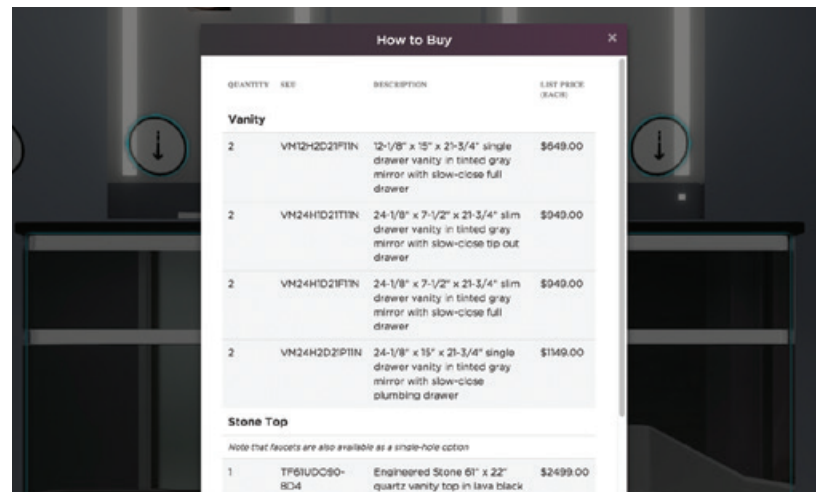 How to Buy ×
QUANTITY SKU DESCRIPTION LIST PRICE
(EACH)
Vanity
2 VM12H2D21F11N 12-1/8" x 15" x 21-3/4" single $649.00
drawer vanity in tinted gray
mirror with slow-close full
drawer
2 VM24H1D21T11N 24-1/8" x 7-1/2" x 21-3/4" slim $949.00
drawer vanity in tinted gray
mirror with slow-close tip out
drawer
2 VM24H1D21F11N 24-1/8" x 7-1/2" x 21-3/4" slim $949.00
drawer vanity in tinted gray
mirror with slow-close full
drawer
2 VM24H2D21P11N 24-1/8" x 15" x 21-3/4" single $1149.00
drawer vanity in tinted gray
mirror with slow-close
plumbing drawer
Stone Top
Note that faucets are also available as a single-hole option
1 TF61UDC90- Engineered Stone 61" x 22" $2499.00
8D4 quartz vanity top in lava black